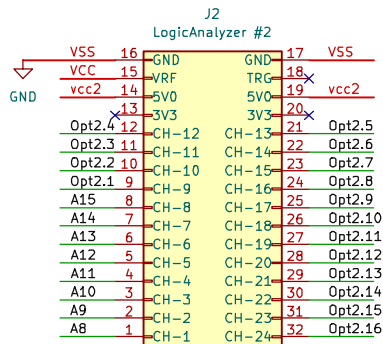 J2
LogicAnalyzer #2
VSS 16 GND GND 17 VSS
GND VCC 15 VRF TRG 18
vcc2 14 5V0 5V0 19 vcc2
13 3V3 3V3 20
Opt2.4 12 CH-12 CH-13 21 Opt2.5
Opt2.3 11 CH-11 CH-14 22 Opt2.6
Opt2.2 10 CH-10 CH-15 23 Opt2.7
Opt2.1 9 CH-9 CH-16 24 Opt2.8
A15 8 CH-8 CH-17 25 Opt2.9
A14 7 CH-7 CH-18 26 Opt2.10
A13 6 CH-6 CH-19 27 Opt2.11
A12 5 CH-5 CH-20 28 Opt2.12
A11 4 CH-4 CH-21 29 Opt2.13
A10 3 CH-3 CH-22 30 Opt2.14
A9 2 CH-2 CH-23 31 Opt2.15
A8 1 CH-1 CH-24 32 Opt2.16